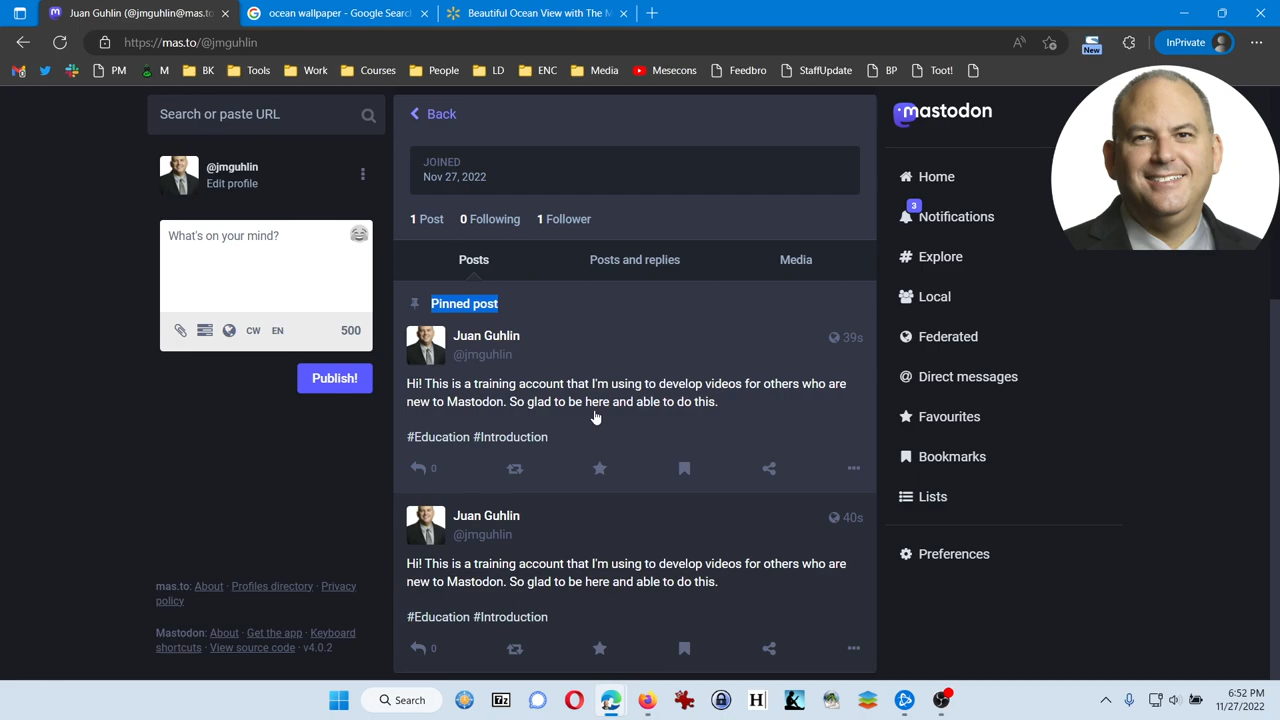 Juan Guhlin (@jmguhlin@mas.to
ocean wallpaper - Google Search
Beautiful Ocean View with The M
https://mas.to/@jmguhlin
New
InPrivate
PM
M
BK
Tools
Work
Courses
People
LD
ENC
Media
Mesecons
Feedbro
StaffUpdate
BP
Toot!
Search or paste URL
@jmguhlin
Edit profile
What's on your mind?
CW
EN
500
Publish!
mas.to: About · Profiles directory · Privacy
policy
Mastodon: About · Get the app · Keyboard
shortcuts · View source code · v4.0.2
Back
JOINED
Nov 27, 2022
1 Post 0 Following 1 Follower
Posts
Posts and replies
Media
Pinned post
Juan Guhlin
39s
@jmguhlin
Hi! This is a training account that I'm using to develop videos for others who are
new to Mastodon. So glad to be here and able to do this.
#Education #Introduction
0
Juan Guhlin
40s
@jmguhlin
Hi! This is a training account that I'm using to develop videos for others who are
new to Mastodon. So glad to be here and able to do this.
#Education #Introduction
0
mastodon
Home
3
Notifications
Explore
Local
Federated
Direct messages
Favourites
Bookmarks
Lists
Preferences
Search
7z
H
6:52 PM
11/27/2022